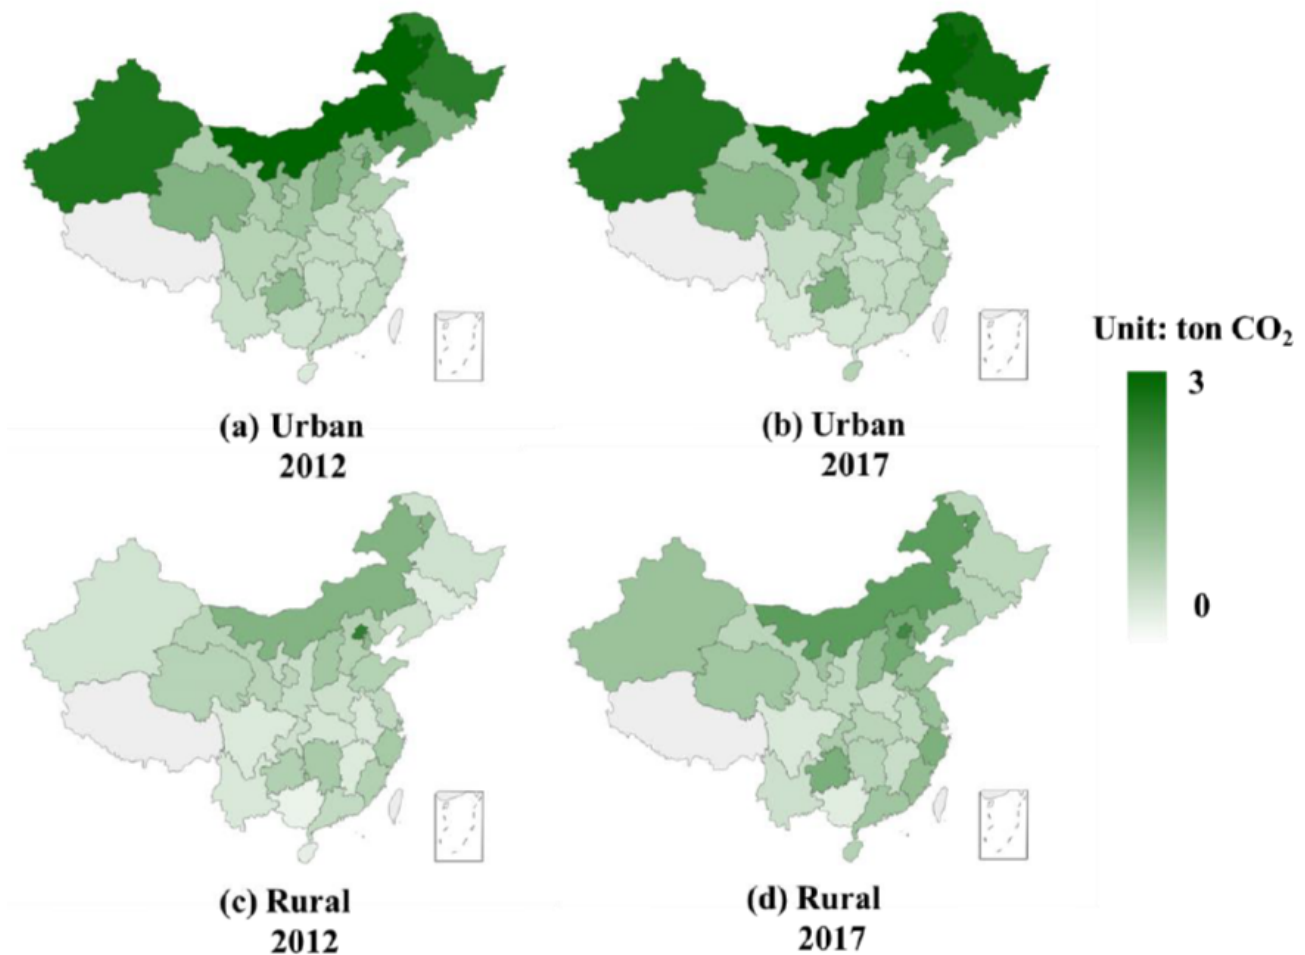 Unit: ton CO₂
3
0
(a) Urban
2012
(b) Urban
2017
(c) Rural
2012
(d) Rural
2017